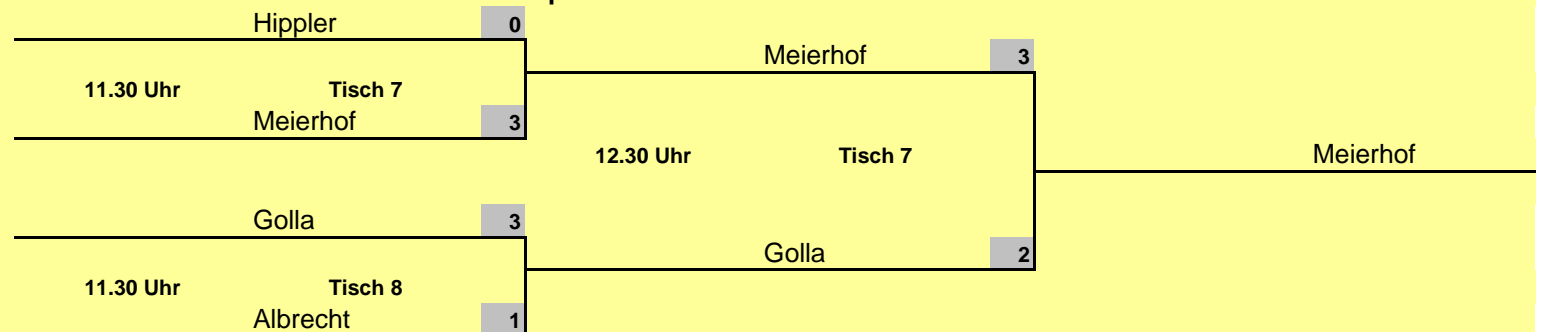 Hippler 0
Meierhof 3
11.30 Uhr Tisch 7
Meierhof 3
12.30 Uhr Tisch 7
Meierhof
Golla 3
Golla 2
11.30 Uhr Tisch 8
Albrecht 1